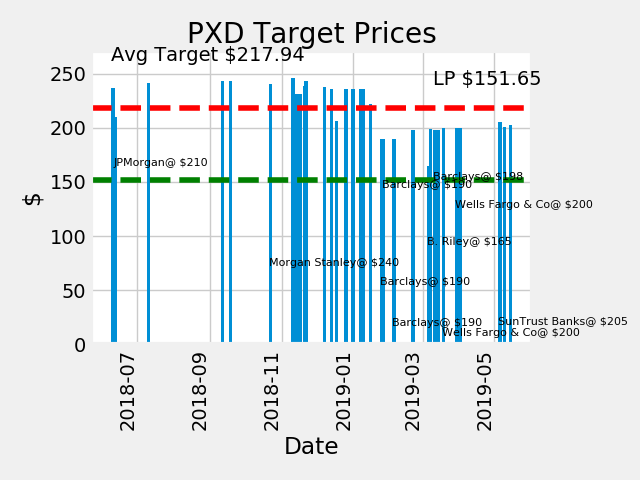 PXD Target Prices
Avg Target $217.94
LP $151.65
250
200
150
100
50
0
$
JPMorgan@ $210
Barclays@ $198
Barclays@ $190
Wells Fargo & Co@ $200
B. Riley@ $165
Morgan Stanley@ $240
Barclays@ $190
Barclays@ $190
SunTrust Banks@ $205
Wells Fargo & Co@ $200
2018-07
2018-09
2018-11
2019-01
2019-03
2019-05
Date